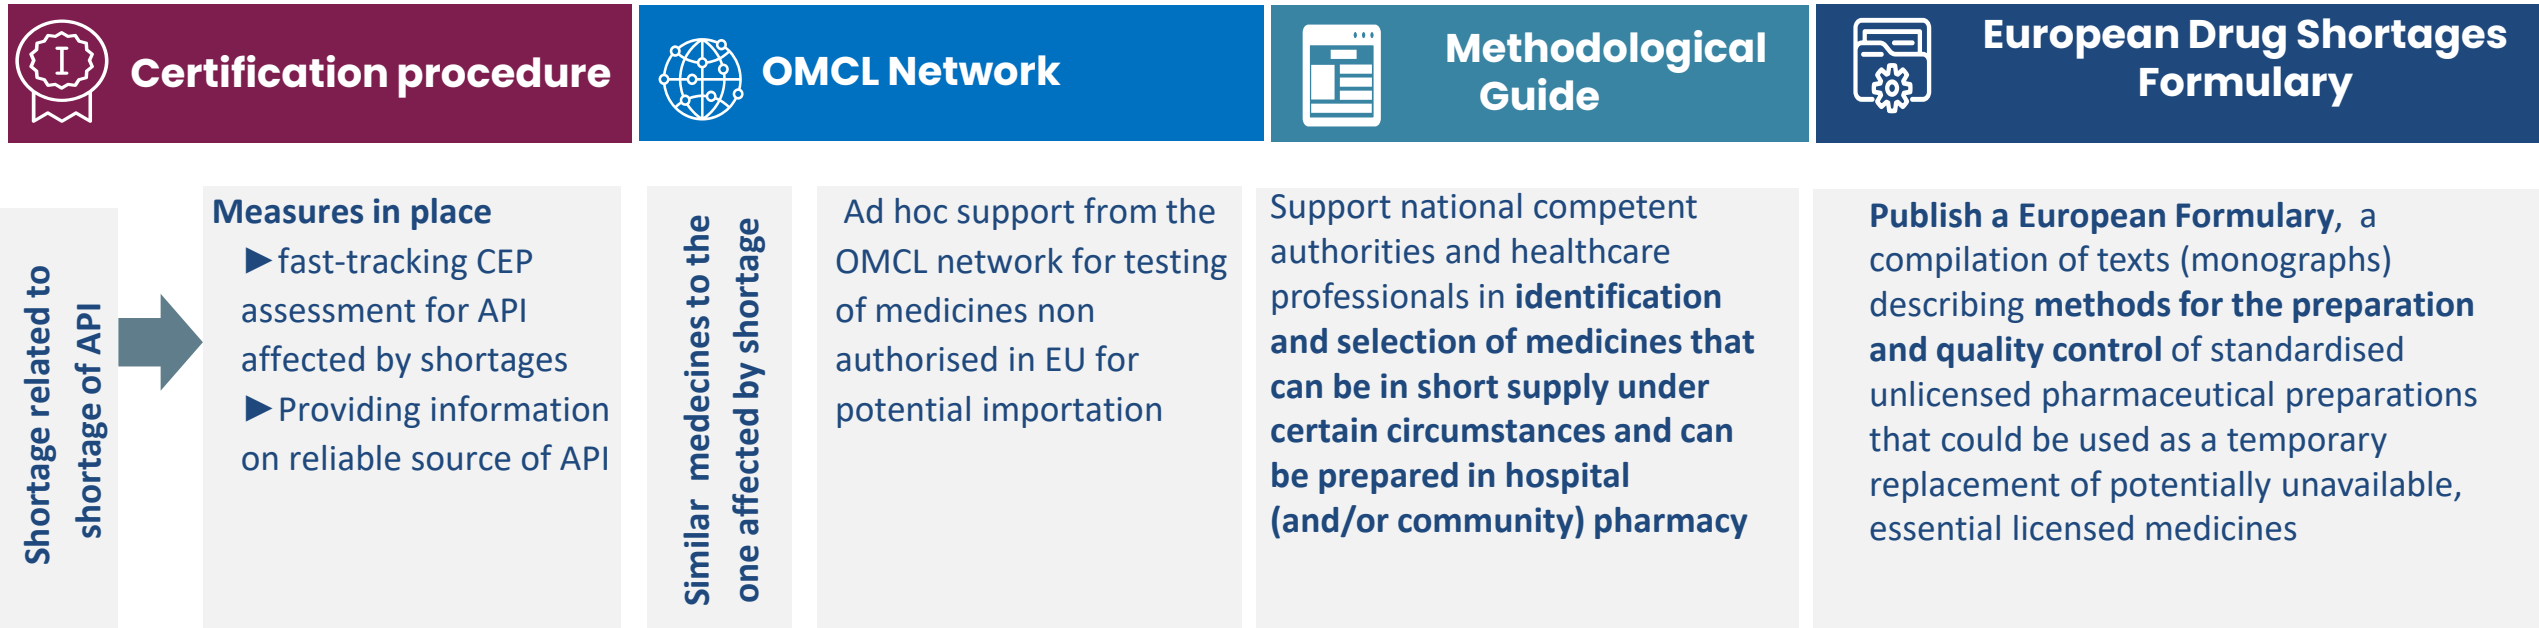 Certification procedure
OMCL Network
Methodological
Guide
European Drug Shortages
Formulary
Shortage related to
shortage of API
Measures in place
►fast-tracking CEP
assessment for API
affected by shortages
►Providing information
on reliable source of API
Similar medecines to the
one affected by shortage
Ad hoc support from the
OMCL network for testing
of medicines non
authorised in EU for
potential importation
Support national competent
authorities and healthcare
professionals in identification
and selection of medicines that
can be in short supply under
certain circumstances and can
be prepared in hospital
(and/or community) pharmacy
Publish a European Formulary, a
compilation of texts (monographs)
describing methods for the preparation
and quality control of standardised
unlicensed pharmaceutical preparations
that could be used as a temporary
replacement of potentially unavailable,
essential licensed medicines